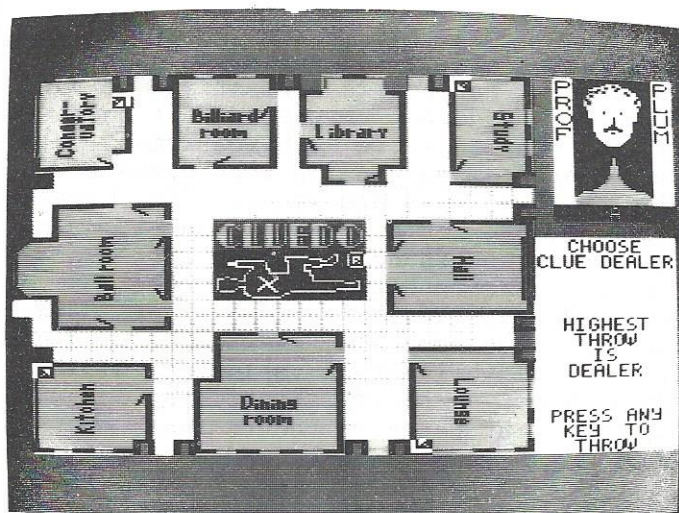 Conser-
vatory
Billiard
room
Library
Study
PROF
PLUM
CLUEDO
R
Ball room
Hall
CHOOSE
CLUE DEALER
HIGHEST
THROW
IS
DEALER
Kitchen
Dining
room
Lounge
PRESS ANY
KEY TO
THROW